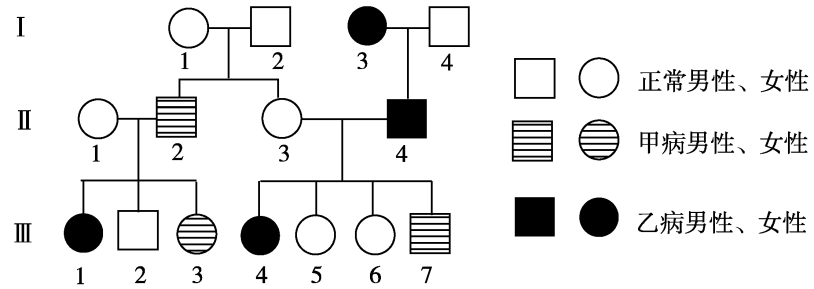 I
1 2 3 4
正常男性、女性
II
1 2 3 4
甲病男性、女性
III
1 2 3 4 5 6 7
乙病男性、女性